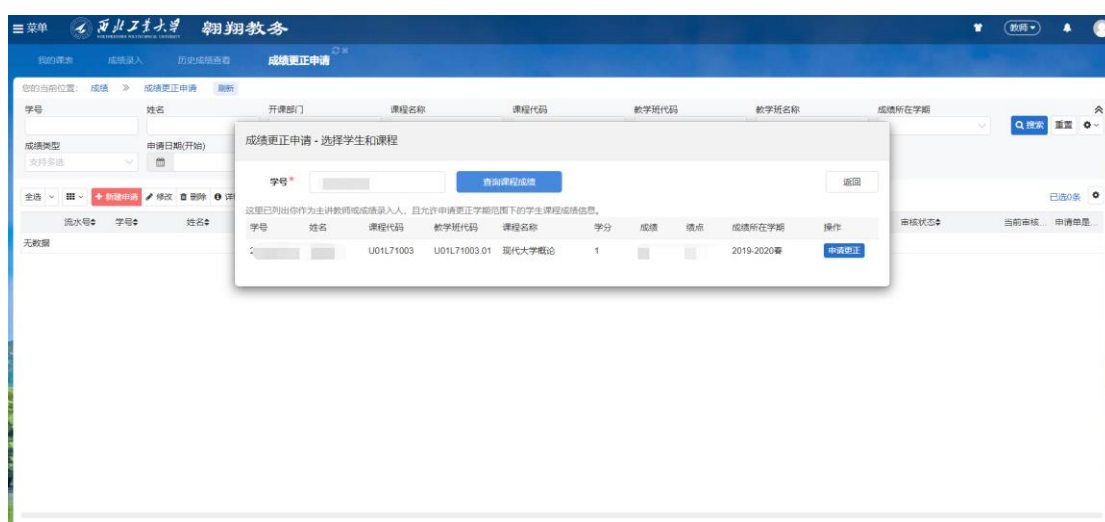 菜单 西北工业大学 翱翔教务 教师
我的课表 成绩录入 历史成绩查看 成绩更正申请
您的当前位置: 成绩 » 成绩更正申请 刷新
学号 姓名 开课部门 课程名称 课程代码 教学班代码 教学班名称 成绩所在学期
搜索 重置
成绩类型 申请日期(开始)
支持多选
成绩更正申请 - 选择学生和课程
学号* 查询课程成绩 返回
全选 新建申请 修改 删除 已选0条
这里已列出你作为主讲教师或成绩录入人，且允许申请更正学期范围下的学生课程成绩信息。
流水号 学号 姓名 审核状态 当前审核... 申请单是...
学号 姓名 课程代码 教学班代码 课程名称 学分 成绩 绩点 成绩所在学期 操作
无数据
U01L71003 U01L71003.01 现代大学概论 1 2019-2020春 申请更正